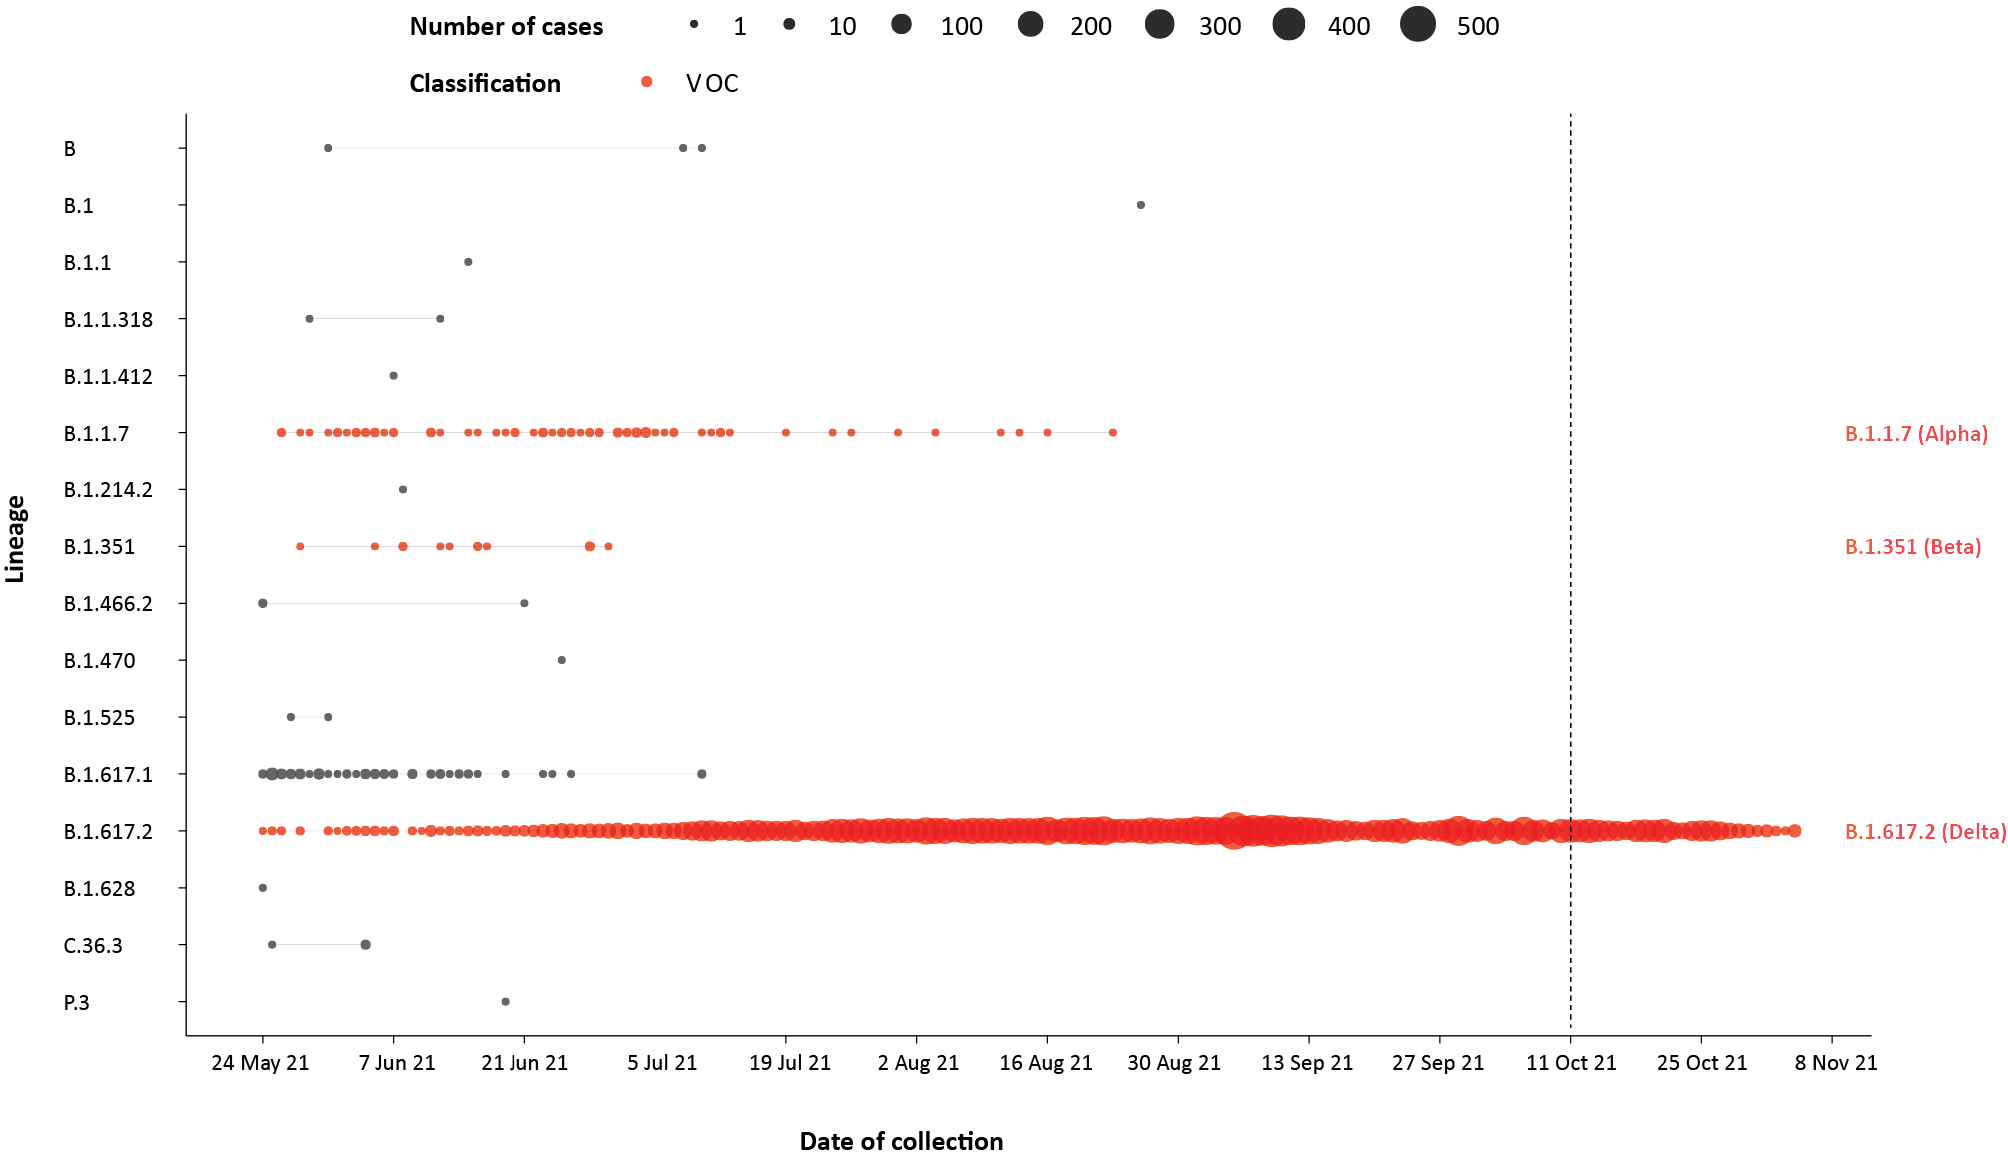 Number of cases 1 10 100 200 300 400 500
Classification VOC
B
B.1
B.1.1
B.1.1.318
B.1.1.412
B.1.1.7 B.1.1.7 (Alpha)
B.1.214.2
B.1.351 B.1.351 (Beta)
B.1.466.2
B.1.470
B.1.525
B.1.617.1
B.1.617.2 B.1.617.2 (Delta)
B.1.628
C.36.3
P.3
Lineage
24 May 21 7 Jun 21 21 Jun 21 5 Jul 21 19 Jul 21 2 Aug 21 16 Aug 21 30 Aug 21 13 Sep 21 27 Sep 21 11 Oct 21 25 Oct 21 8 Nov 21
Date of collection